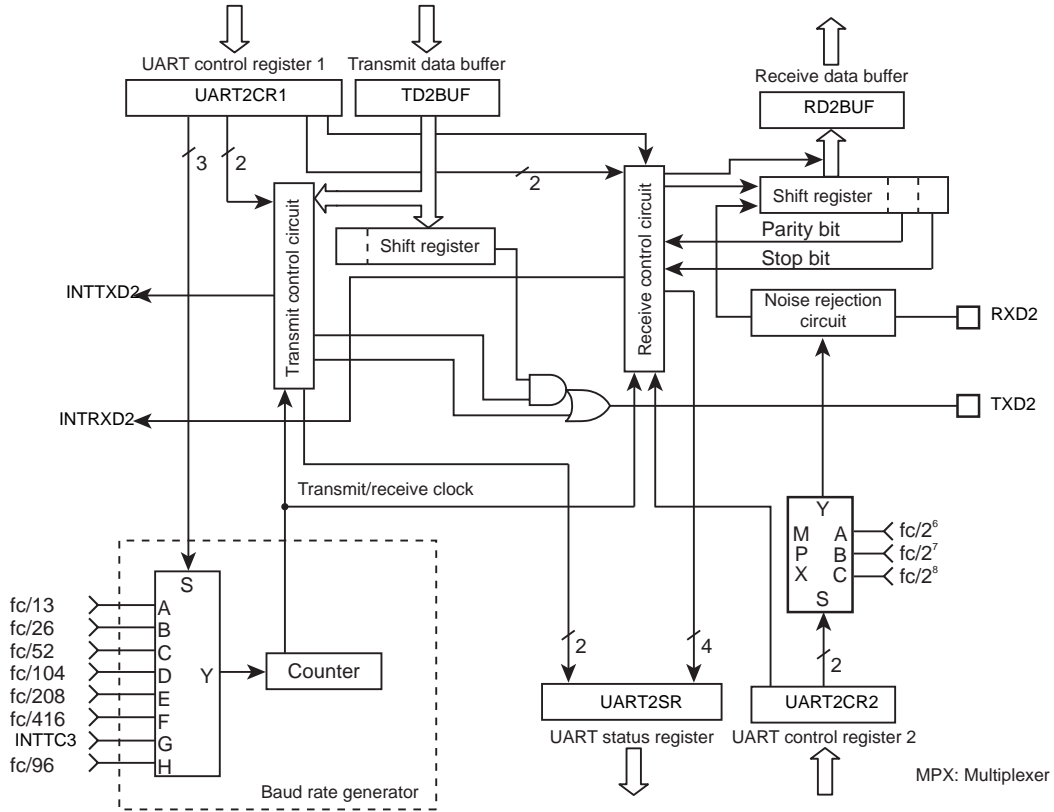 UART control register 1
Transmit data buffer
Receive data buffer
UART2CR1
TD2BUF
RD2BUF
3
2
2
Shift register
Shift register
Parity bit
Stop bit
Transmit control circuit
Receive control circuit
Noise rejection
circuit
INTTXD2
RXD2
INTRXD2
TXD2
Transmit/receive clock
Y
M
P
X
A
B
C
S
fc/2⁶
fc/2⁷
fc/2⁸
2
S
fc/13
A
fc/26
B
fc/52
C
fc/104
D
fc/208
E
fc/416
F
INTTC3
G
fc/96
H
Y
Counter
2
4
UART2SR
UART2CR2
UART status register
UART control register 2
Baud rate generator
MPX: Multiplexer